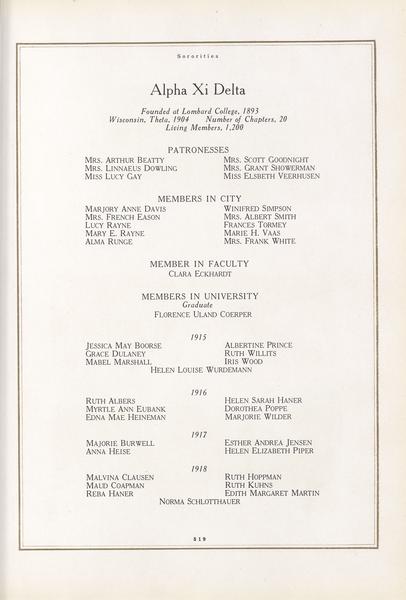 Sororities
Alpha Xi Delta
Founded at Lombard College, 1893
Wisconsin, Theta, 1904 Number of Chapters, 20
Living Members, 1,200
PATRONESSES
MRS. ARTHUR BEATTY MRS. SCOTT GOODNIGHT
MRS. LINNAEUS DOWLING MRS. GRANT SHOWERMAN
MISS LUCY GAY MISS ELSBETH VEERHUSEN
MEMBERS IN CITY
MARJORY ANNE DAVIS WINIFRED SIMPSON
MRS. FRENCH EASON MRS. ALBERT SMITH
LUCY RAYNE FRANCES TORMEY
MARY E. RAYNE MARIE H. VAAS
ALMA RUNGE MRS. FRANK WHITE
MEMBER IN FACULTY
CLARA ECKHARDT
MEMBERS IN UNIVERSITY
Graduate
FLORENCE ULAND COERPER
1915
JESSICA MAY BOORSE ALBERTINE PRINCE
GRACE DULANEY RUTH WILLITS
MABEL MARSHALL IRIS WOOD
HELEN LOUISE WURDEMANN
1916
RUTH ALBERS HELEN SARAH HANER
MYRTLE ANN EUBANK DOROTHEA POPPE
EDNA MAE HEINEMAN MARJORIE WILDER
1917
MAJORIE BURWELL ESTHER ANDREA JENSEN
ANNA HEISE HELEN ELIZABETH PIPER
1918
MALVINA CLAUSEN RUTH HOPPMAN
MAUD COAPMAN RUTH KUHNS
REBA HANER EDITH MARGARET MARTIN
NORMA SCHLOTTHAUER
519